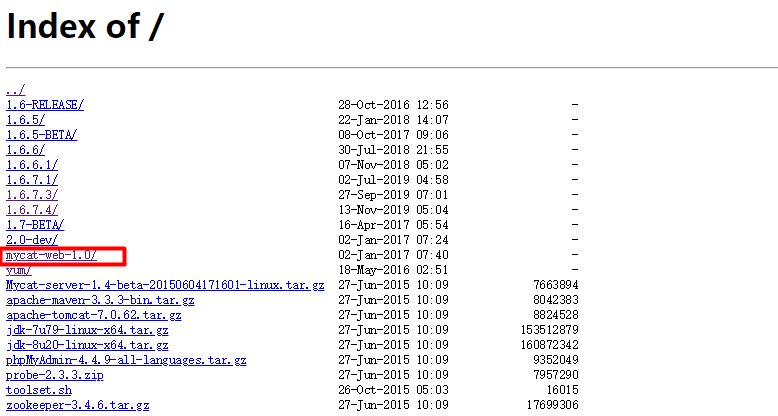 Index of /
../
1.6-RELEASE/ 28-Oct-2016 12:56 -
1.6.5/ 22-Jan-2018 14:07 -
1.6.5-BETA/ 08-Oct-2017 09:06 -
1.6.6/ 30-Jul-2018 21:55 -
1.6.6.1/ 07-Nov-2018 05:02 -
1.6.7.1/ 02-Jul-2019 04:58 -
1.6.7.3/ 27-Sep-2019 07:01 -
1.6.7.4/ 13-Nov-2019 05:04 -
1.7-BETA/ 16-Apr-2017 05:54 -
2.0-dev/ 02-Jan-2017 07:24 -
mycat-web-1.0/ 02-Jan-2017 07:40 -
yum/ 18-May-2016 02:51 -
Mycat-server-1.4-beta-20150604171601-linux.tar.gz 27-Jun-2015 10:09 7663894
apache-maven-3.3.3-bin.tar.gz 27-Jun-2015 10:09 8042383
apache-tomcat-7.0.62.tar.gz 27-Jun-2015 10:09 8824528
jdk-7u79-linux-x64.tar.gz 27-Jun-2015 10:09 153512879
jdk-8u20-linux-x64.tar.gz 27-Jun-2015 10:09 160872342
phpMyAdmin-4.4.9-all-languages.tar.gz 27-Jun-2015 10:09 9352049
probe-2.3.3.zip 27-Jun-2015 10:09 7957290
toolset.sh 26-Oct-2015 05:03 16015
zookeeper-3.4.6.tar.gz 27-Jun-2015 10:09 17699306